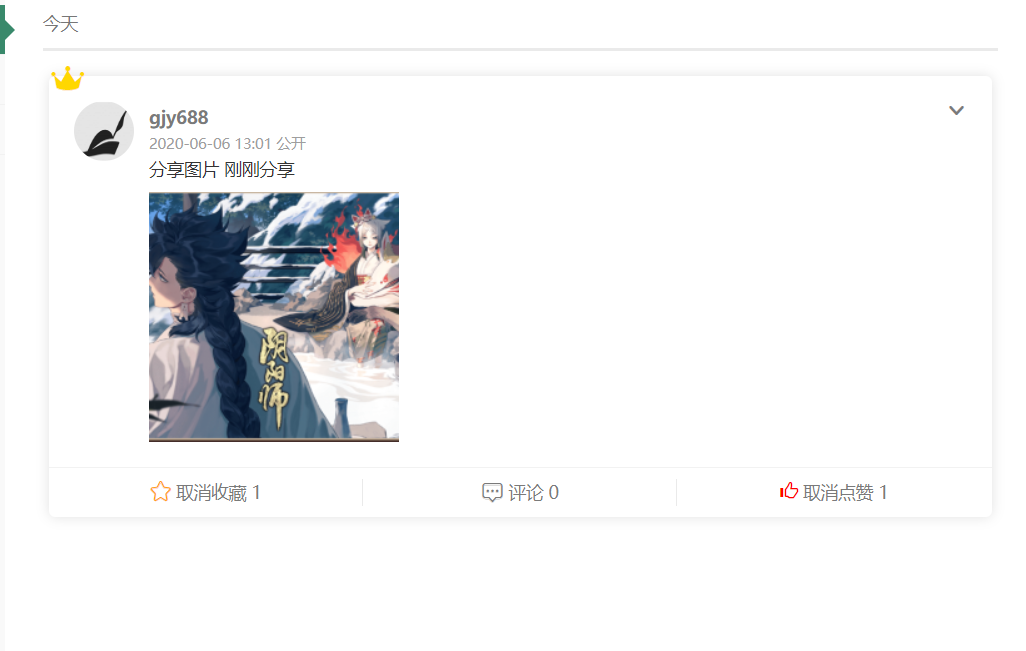 今天
gjy688
2020-06-06 13:01 公开
分享图片 刚刚分享
阴阳师
取消收藏 1
评论 0
取消点赞 1